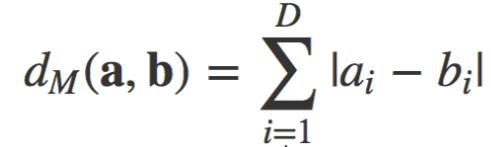 d_M(𝐚, 𝐛) = ∑_{i=1}^{D} |a_i − b_i|